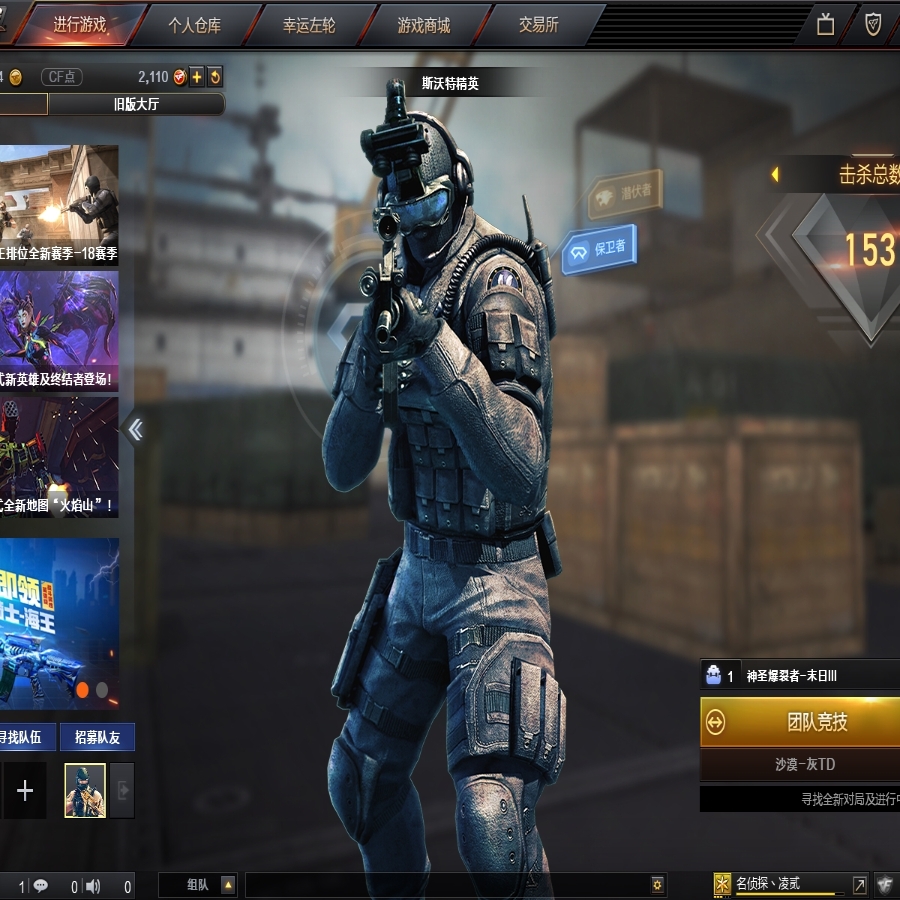 进行游戏
个人仓库
幸运左轮
游戏商城
交易所
4
CF点
2,110
旧版大厅
斯沃特精英
潜伏者
保卫者
击杀总数
153
王排位全新赛季-18赛季
式新英雄及终结者登场！
式全新地图“火焰山”！
即领
士-海王
寻找队伍
招募队友
1 神圣爆裂者-末日III
团队竞技
沙漠-灰TD
寻找全新对局及进行中
1
0
0
组队
名侦探、凌贰